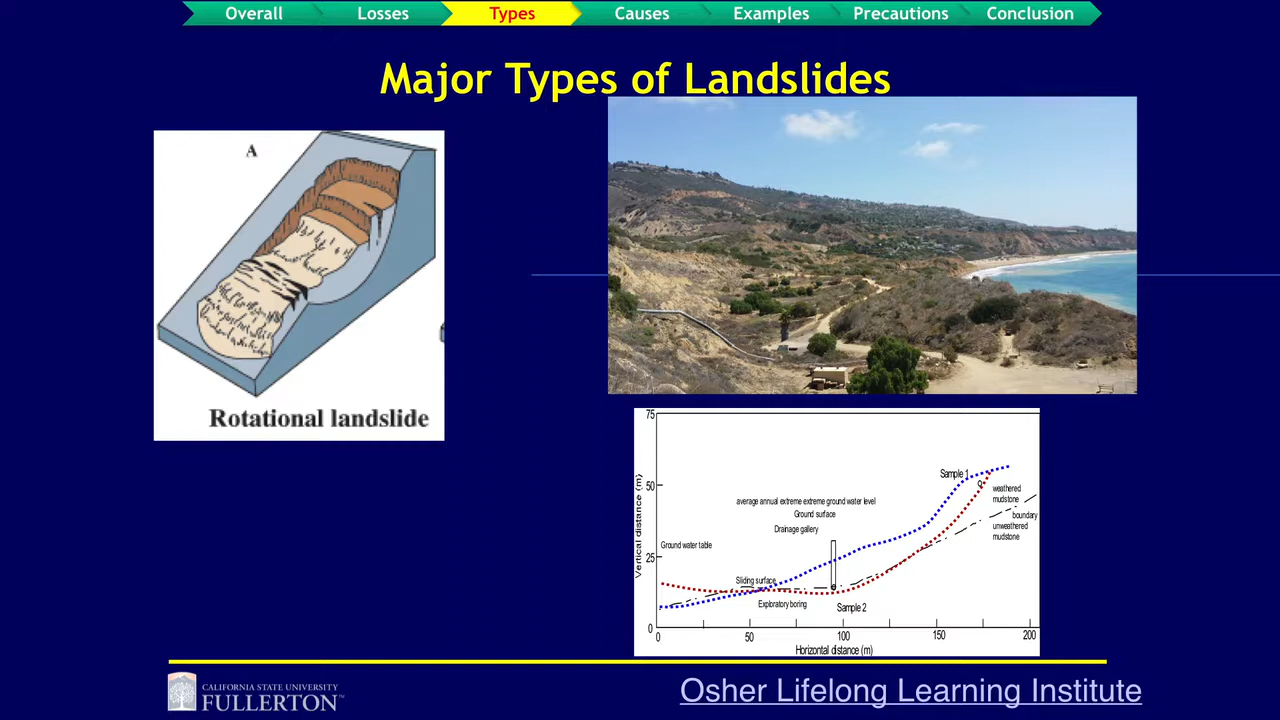 Overall Losses Types Causes Examples Precautions Conclusion
Major Types of Landslides
A
Rotational landslide
75
50
25
0
Vertical distance (m)
Sample 1
weathered
mudstone
boundary
unweathered
mudstone
average annual extreme extreme ground water level
Ground surface
Drainage gallery
Ground water table
Sliding surface
Exploratory boring
Sample 2
0 50 100 150 200
Horizontal distance (m)
CALIFORNIA STATE UNIVERSITY
FULLERTON™
Osher Lifelong Learning Institute